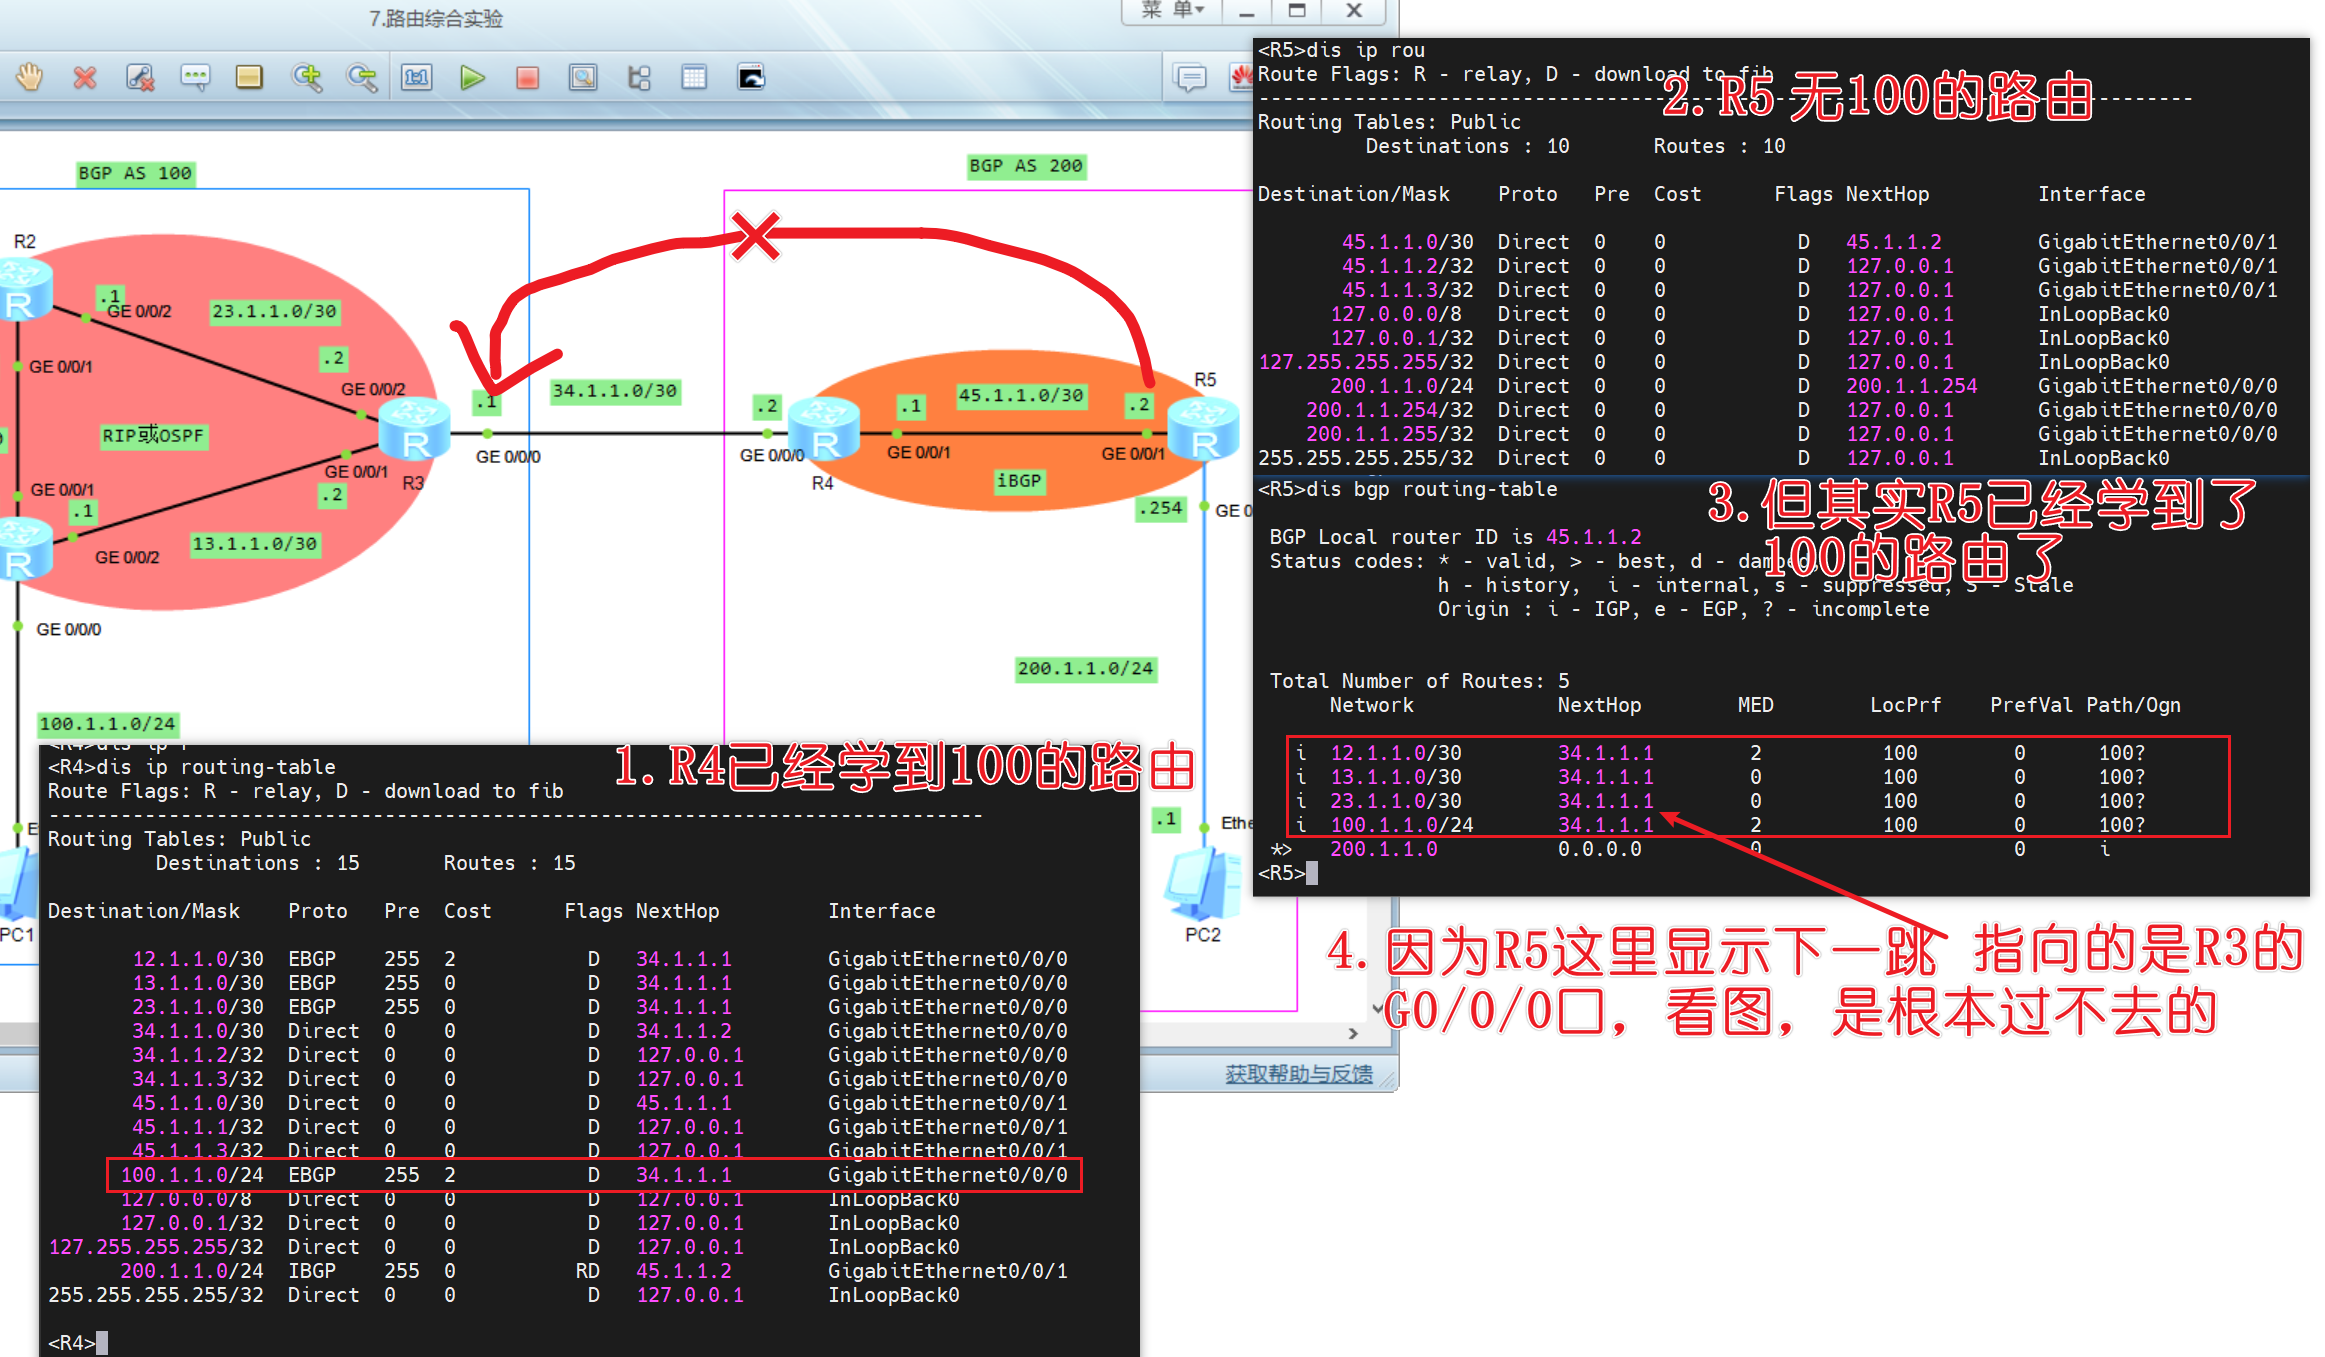 7.路由综合实验
菜 单
1:1
BGP AS 100
BGP AS 200
R2
.1
GE 0/0/2
23.1.1.0/30
.2
GE 0/0/1
GE 0/0/2
RIP或OSPF
.1
34.1.1.0/30
GE 0/0/0
.2
GE 0/0/0
R4
.1
45.1.1.0/30
.2
R5
GE 0/0/1
GE 0/0/1
iBGP
GE 0/0/1
.2
R3
GE 0/0/1
.1
GE 0/0/2
13.1.1.0/30
GE 0/0/0
.254
GE 0
200.1.1.0/24
100.1.1.0/24
.1
Ethe
E
PC1
PC2
获取帮助与反馈
1. R4已经学到100的路由
<R4>dis ip r
<R4>dis ip routing-table
Route Flags: R - relay, D - download to fib
------------------------------------------------------------------------------
Routing Tables: Public
Destinations : 15 Routes : 15
Destination/Mask Proto Pre Cost Flags NextHop Interface
12.1.1.0/30 EBGP 255 2 D 34.1.1.1 GigabitEthernet0/0/0
13.1.1.0/30 EBGP 255 0 D 34.1.1.1 GigabitEthernet0/0/0
23.1.1.0/30 EBGP 255 0 D 34.1.1.1 GigabitEthernet0/0/0
34.1.1.0/30 Direct 0 0 D 34.1.1.2 GigabitEthernet0/0/0
34.1.1.2/32 Direct 0 0 D 127.0.0.1 GigabitEthernet0/0/0
34.1.1.3/32 Direct 0 0 D 127.0.0.1 GigabitEthernet0/0/0
45.1.1.0/30 Direct 0 0 D 45.1.1.1 GigabitEthernet0/0/1
45.1.1.1/32 Direct 0 0 D 127.0.0.1 GigabitEthernet0/0/1
45.1.1.3/32 Direct 0 0 D 127.0.0.1 GigabitEthernet0/0/1
100.1.1.0/24 EBGP 255 2 D 34.1.1.1 GigabitEthernet0/0/0
127.0.0.0/8 Direct 0 0 D 127.0.0.1 InLoopBack0
127.0.0.1/32 Direct 0 0 D 127.0.0.1 InLoopBack0
127.255.255.255/32 Direct 0 0 D 127.0.0.1 InLoopBack0
200.1.1.0/24 IBGP 255 0 RD 45.1.1.2 GigabitEthernet0/0/1
255.255.255.255/32 Direct 0 0 D 127.0.0.1 InLoopBack0
<R4>
<R5>dis ip rou
Route Flags: R - relay, D - download to fib
2. R5 无100的路由
------------------------------------------------------------------------------
Routing Tables: Public
Destinations : 10 Routes : 10
Destination/Mask Proto Pre Cost Flags NextHop Interface
45.1.1.0/30 Direct 0 0 D 45.1.1.2 GigabitEthernet0/0/1
45.1.1.2/32 Direct 0 0 D 127.0.0.1 GigabitEthernet0/0/1
45.1.1.3/32 Direct 0 0 D 127.0.0.1 GigabitEthernet0/0/1
127.0.0.0/8 Direct 0 0 D 127.0.0.1 InLoopBack0
127.0.0.1/32 Direct 0 0 D 127.0.0.1 InLoopBack0
127.255.255.255/32 Direct 0 0 D 127.0.0.1 InLoopBack0
200.1.1.0/24 Direct 0 0 D 200.1.1.254 GigabitEthernet0/0/0
200.1.1.254/32 Direct 0 0 D 127.0.0.1 GigabitEthernet0/0/0
200.1.1.255/32 Direct 0 0 D 127.0.0.1 GigabitEthernet0/0/0
255.255.255.255/32 Direct 0 0 D 127.0.0.1 InLoopBack0
<R5>dis bgp routing-table
3. 但其实R5已经学到了
100的路由了
BGP Local router ID is 45.1.1.2
Status codes: * - valid, > - best, d - damped,
h - history, i - internal, s - suppressed, S - Stale
Origin : i - IGP, e - EGP, ? - incomplete
Total Number of Routes: 5
Network NextHop MED LocPrf PrefVal Path/Ogn
i 12.1.1.0/30 34.1.1.1 2 100 0 100?
i 13.1.1.0/30 34.1.1.1 0 100 0 100?
i 23.1.1.0/30 34.1.1.1 0 100 0 100?
i 100.1.1.0/24 34.1.1.1 2 100 0 100?
*> 200.1.1.0 0.0.0.0 0 0 i
<R5>
4. 因为R5这里显示下一跳 指向的是R3的
G0/0/0口，看图，是根本过不去的